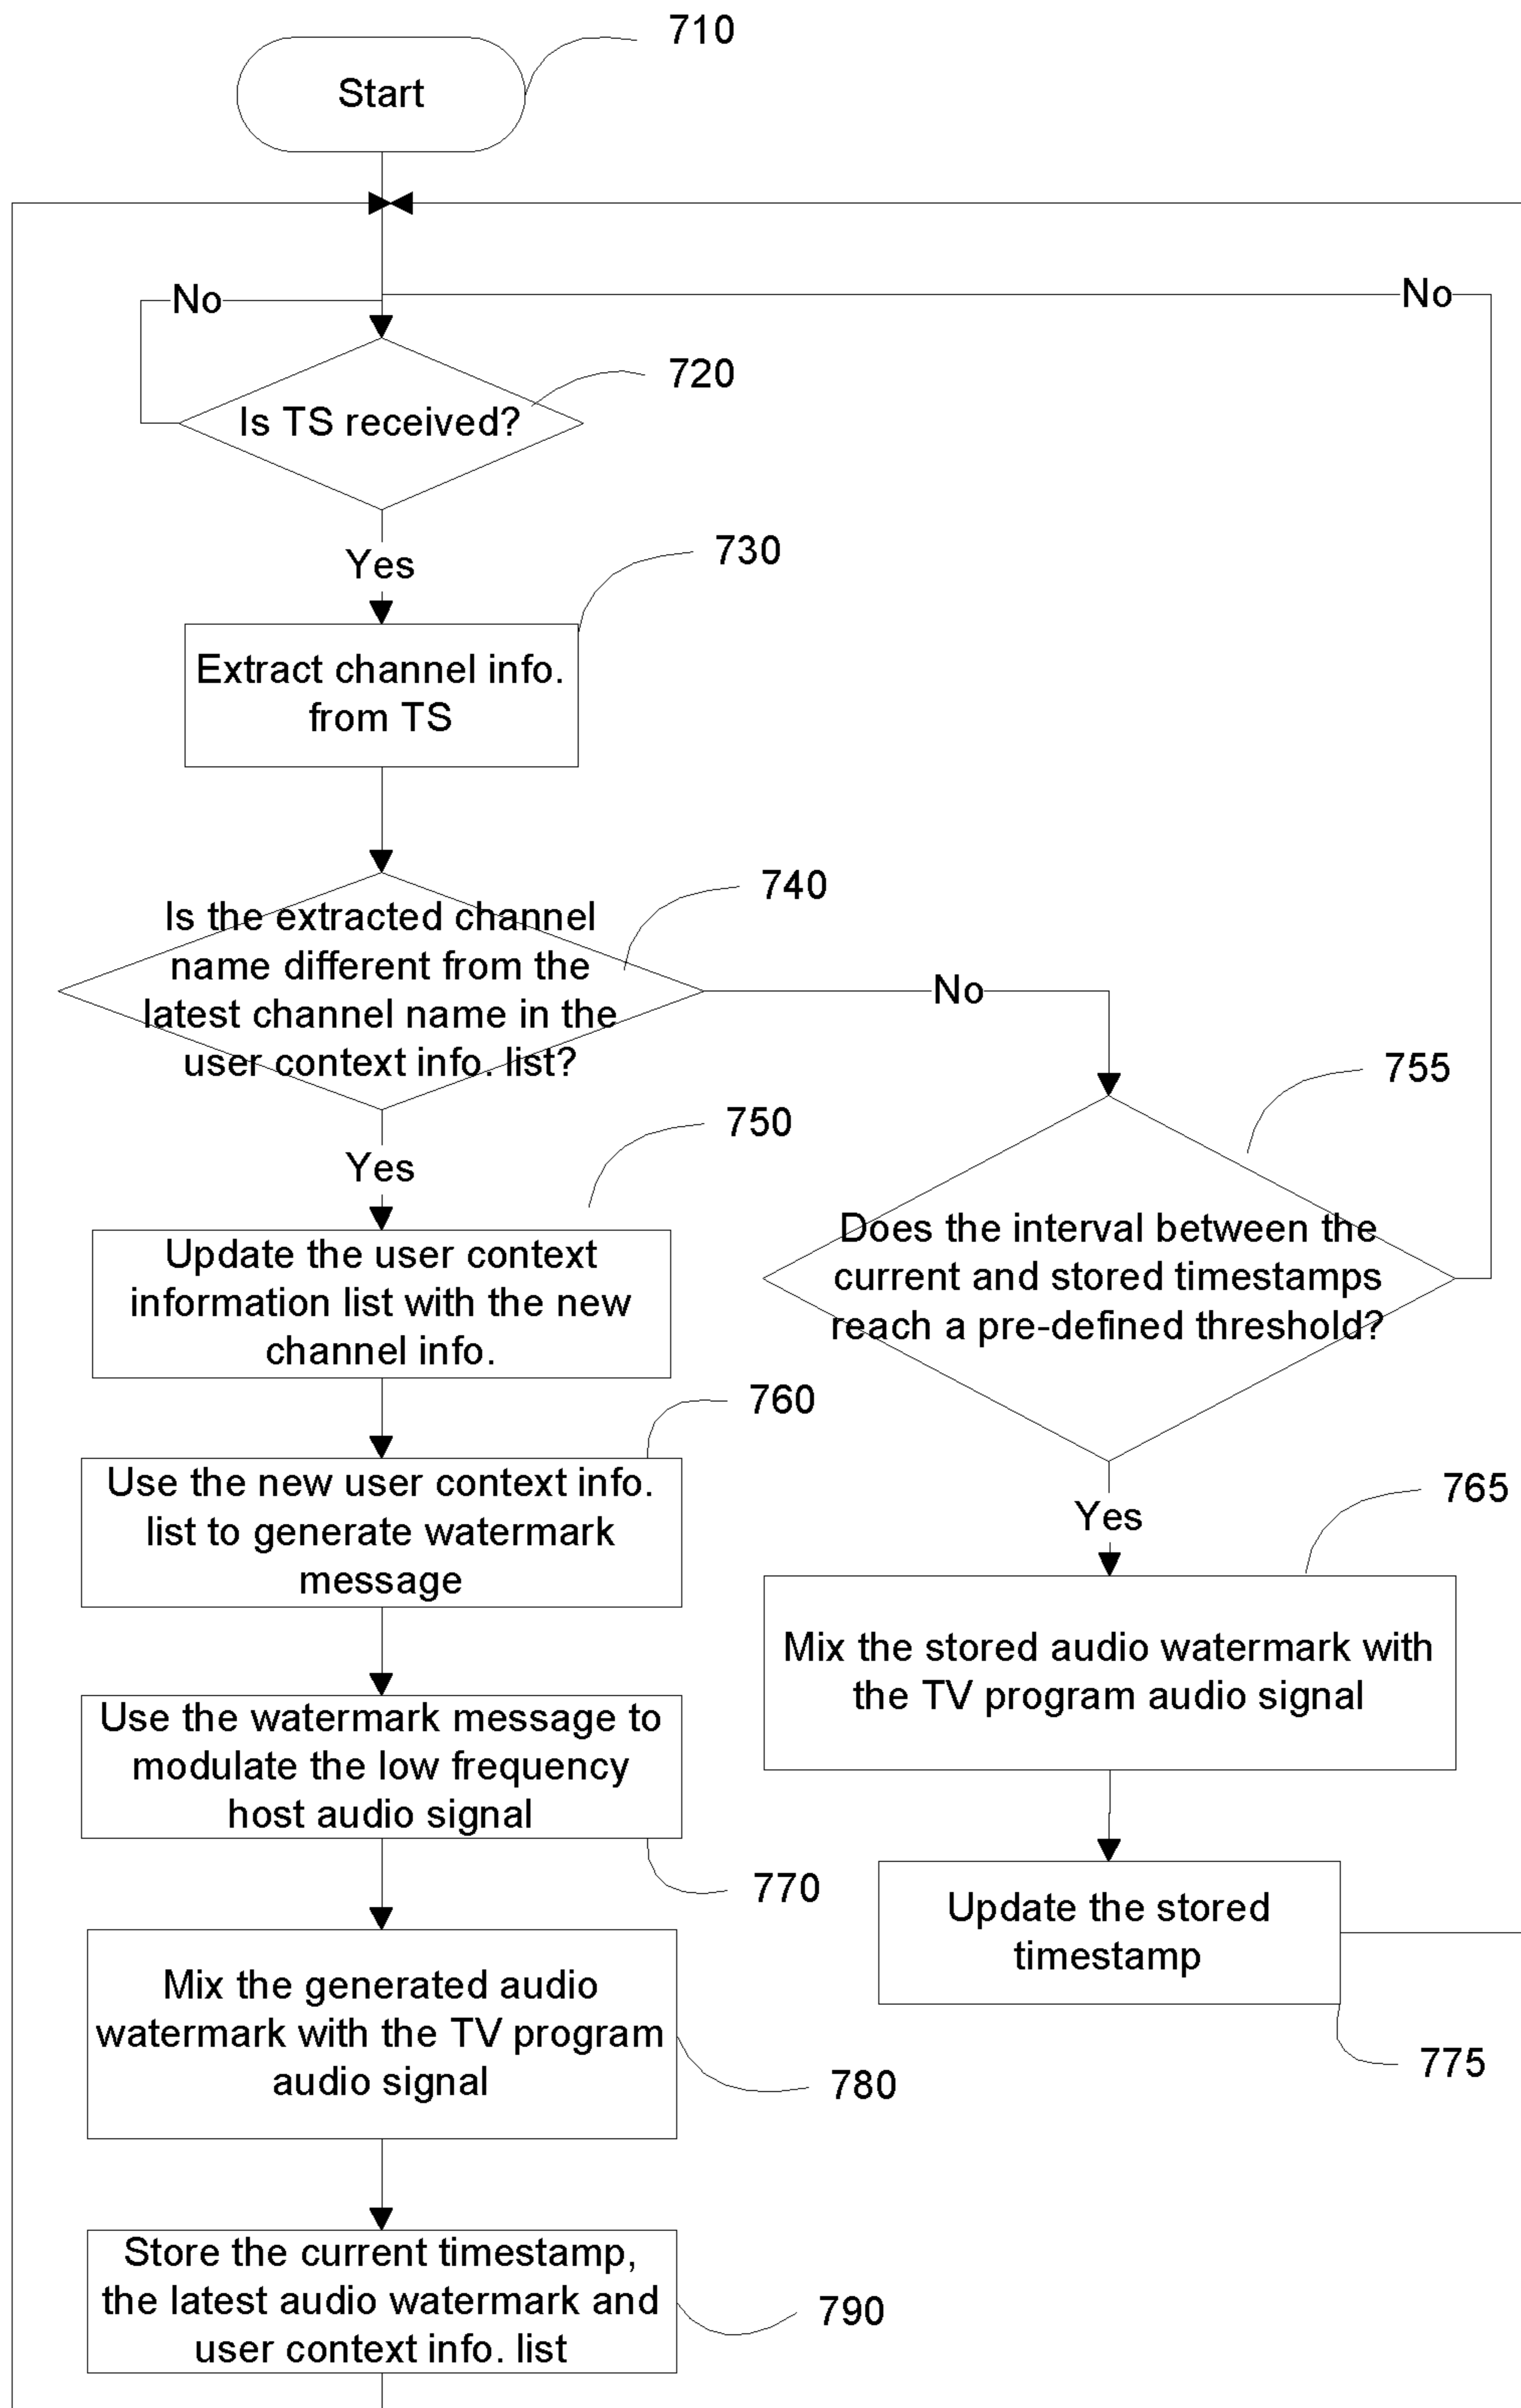 710
Start
No
No
720
Is TS received?
Yes
730
Extract channel info.
from TS
740
Is the extracted channel
name different from the
latest channel name in the
user context info. list?
No
755
Does the interval between the
current and stored timestamps
reach a pre-defined threshold?
Yes
750
Update the user context
information list with the new
channel info.
760
Use the new user context info.
list to generate watermark
message
Yes
765
Mix the stored audio watermark with
the TV program audio signal
Use the watermark message to
modulate the low frequency
host audio signal
770
Update the stored
timestamp
775
Mix the generated audio
watermark with the TV program
audio signal
780
Store the current timestamp,
the latest audio watermark and
user context info. list
790